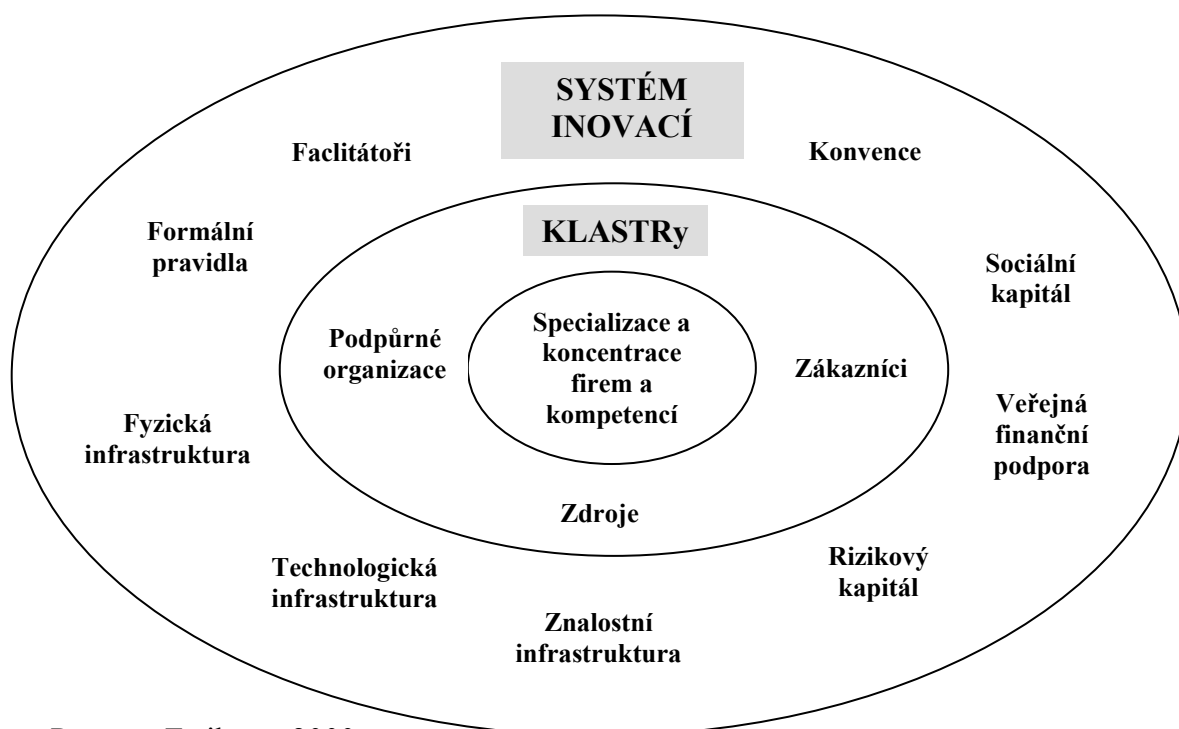 SYSTÉM
INOVACÍ
Faclitátoři
Konvence
Formální
pravidla
KLASTRy
Sociální
kapitál
Podpůrné
organizace
Specializace a
koncentrace
firem a
kompetencí
Zákazníci
Fyzická
infrastruktura
Veřejná
finanční
podpora
Zdroje
Technologická
infrastruktura
Rizikový
kapitál
Znalostní
infrastruktura